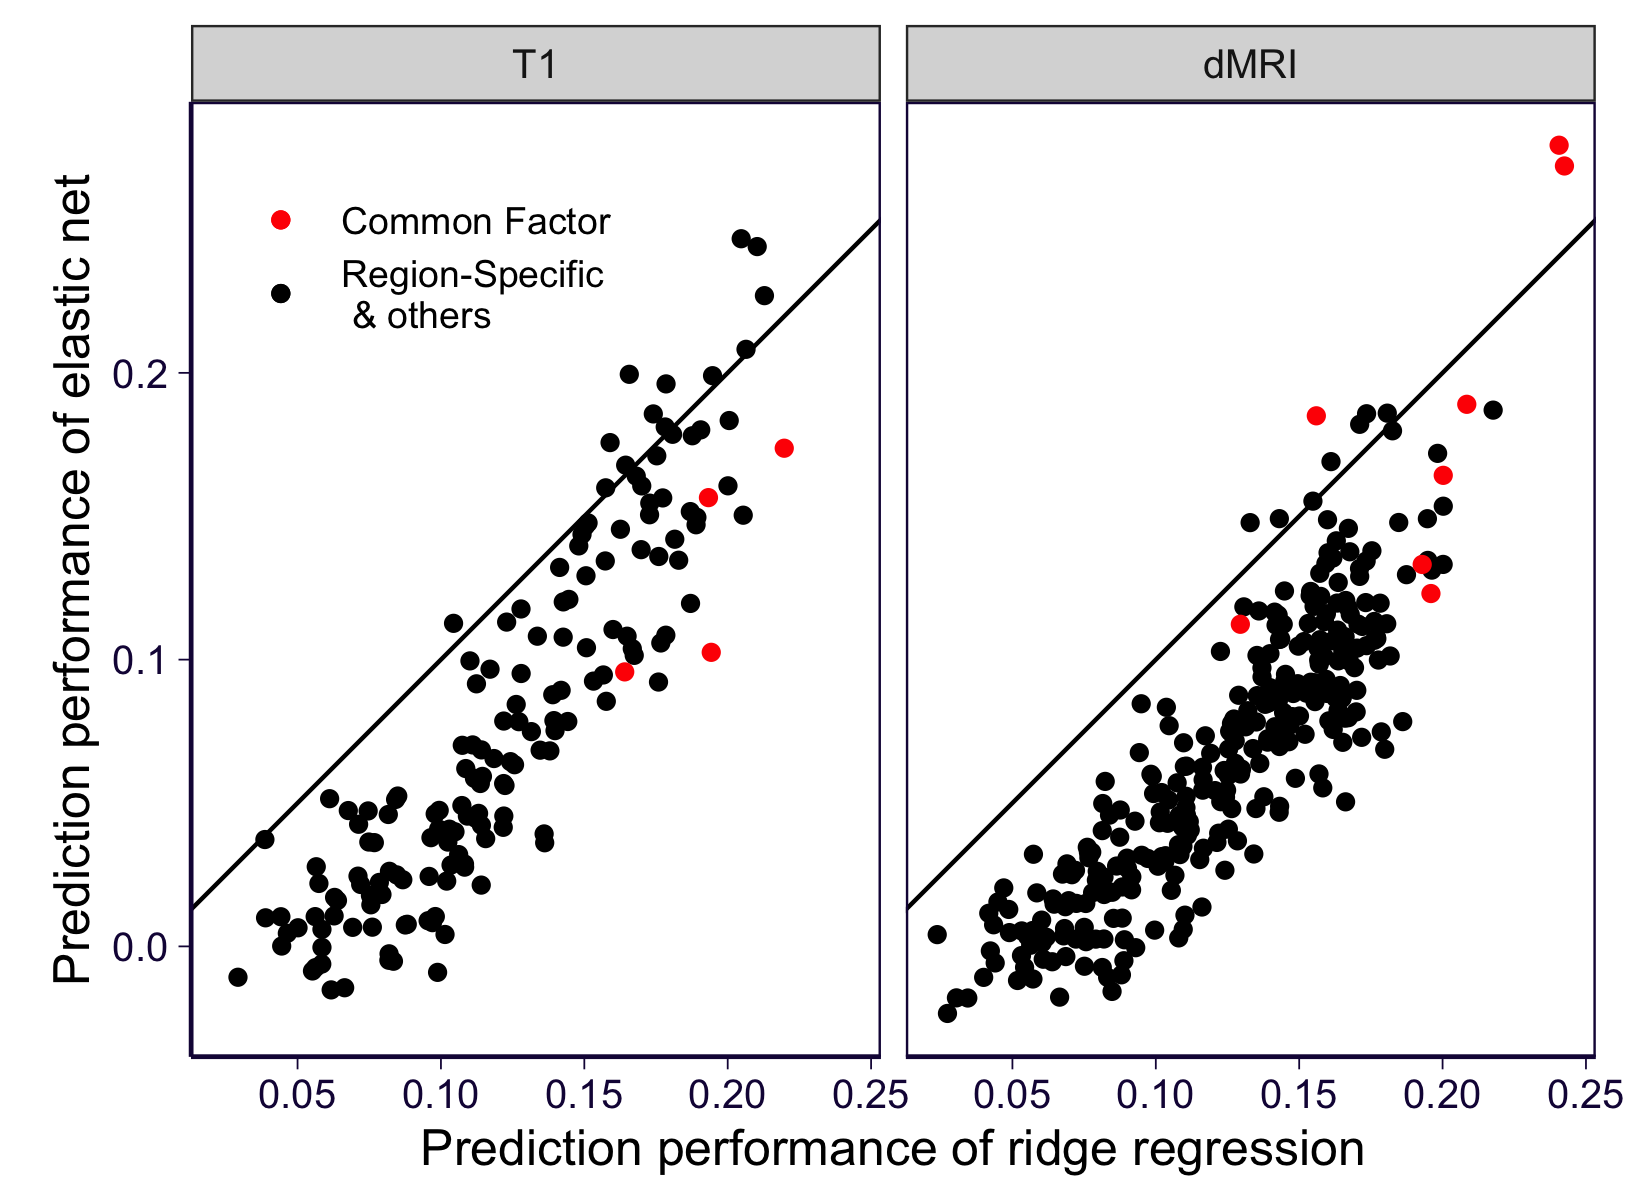 T1
dMRI
Common Factor
Region-Specific
& others
Prediction performance of elastic net
0.2
0.1
0.0
0.05 0.10 0.15 0.20 0.25
0.05 0.10 0.15 0.20 0.25
Prediction performance of ridge regression